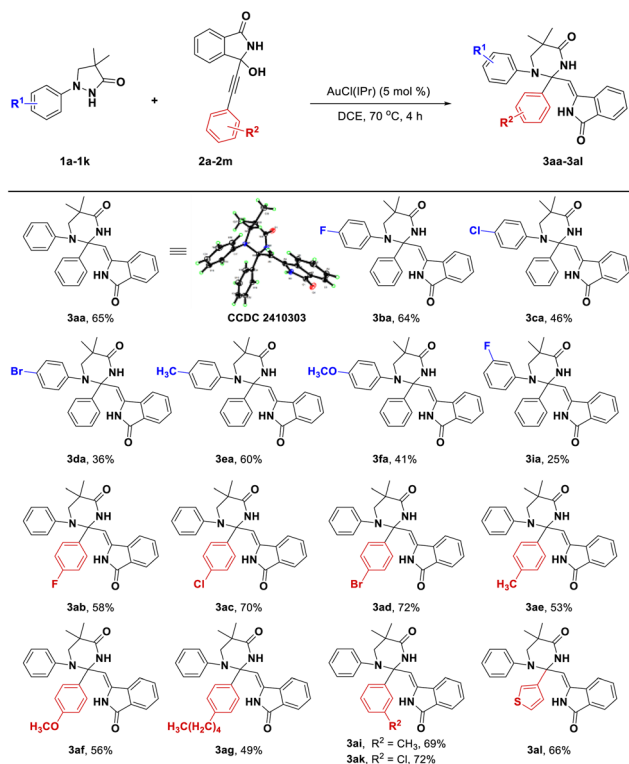 O
NH
R¹
N
NH
O
+
O
NH
OH
R²
AuCl(IPr) (5 mol %)
DCE, 70 °C, 4 h
R¹
N
NH
O
R²
HN
O
1a-1k
2a-2m
3aa-3al
N
NH
O
HN
O
3aa, 65%
CCDC 2410303
F
N
NH
O
HN
O
3ba, 64%
Cl
N
NH
O
HN
O
3ca, 46%
Br
N
NH
O
HN
O
3da, 36%
H₃C
N
NH
O
HN
O
3ea, 60%
H₃CO
N
NH
O
HN
O
3fa, 41%
F
N
NH
O
HN
O
3ia, 25%
N
NH
O
F
HN
O
3ab, 58%
N
NH
O
Cl
HN
O
3ac, 70%
N
NH
O
Br
HN
O
3ad, 72%
N
NH
O
H₃C
HN
O
3ae, 53%
N
NH
O
H₃CO
HN
O
3af, 56%
N
NH
O
H₃C(H₂C)₄
HN
O
3ag, 49%
N
NH
O
R²
HN
O
3ai, R² = CH₃, 69%
3ak, R² = Cl, 72%
N
NH
O
S
HN
O
3al, 66%